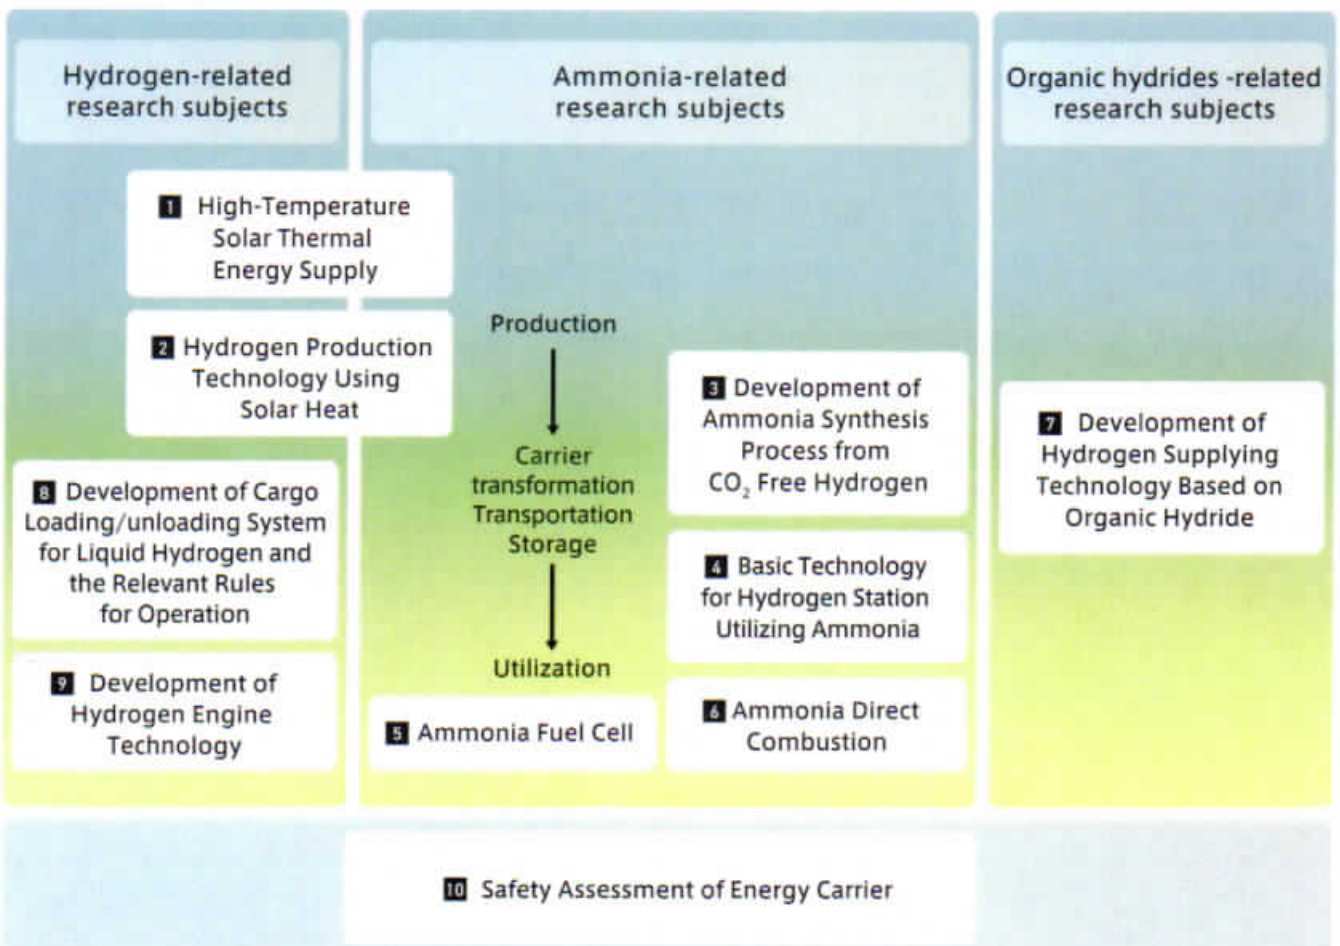 Hydrogen-related
research subjects
Ammonia-related
research subjects
Organic hydrides -related
research subjects
1 High-Temperature
Solar Thermal
Energy Supply
2 Hydrogen Production
Technology Using
Solar Heat
8 Development of Cargo
Loading/unloading System
for Liquid Hydrogen and
the Relevant Rules
for Operation
9 Development of
Hydrogen Engine
Technology
Production
Carrier
transformation
Transportation
Storage
Utilization
5 Ammonia Fuel Cell
3 Development of
Ammonia Synthesis
Process from
CO₂ Free Hydrogen
4 Basic Technology
for Hydrogen Station
Utilizing Ammonia
6 Ammonia Direct
Combustion
7 Development of
Hydrogen Supplying
Technology Based on
Organic Hydride
10 Safety Assessment of Energy Carrier